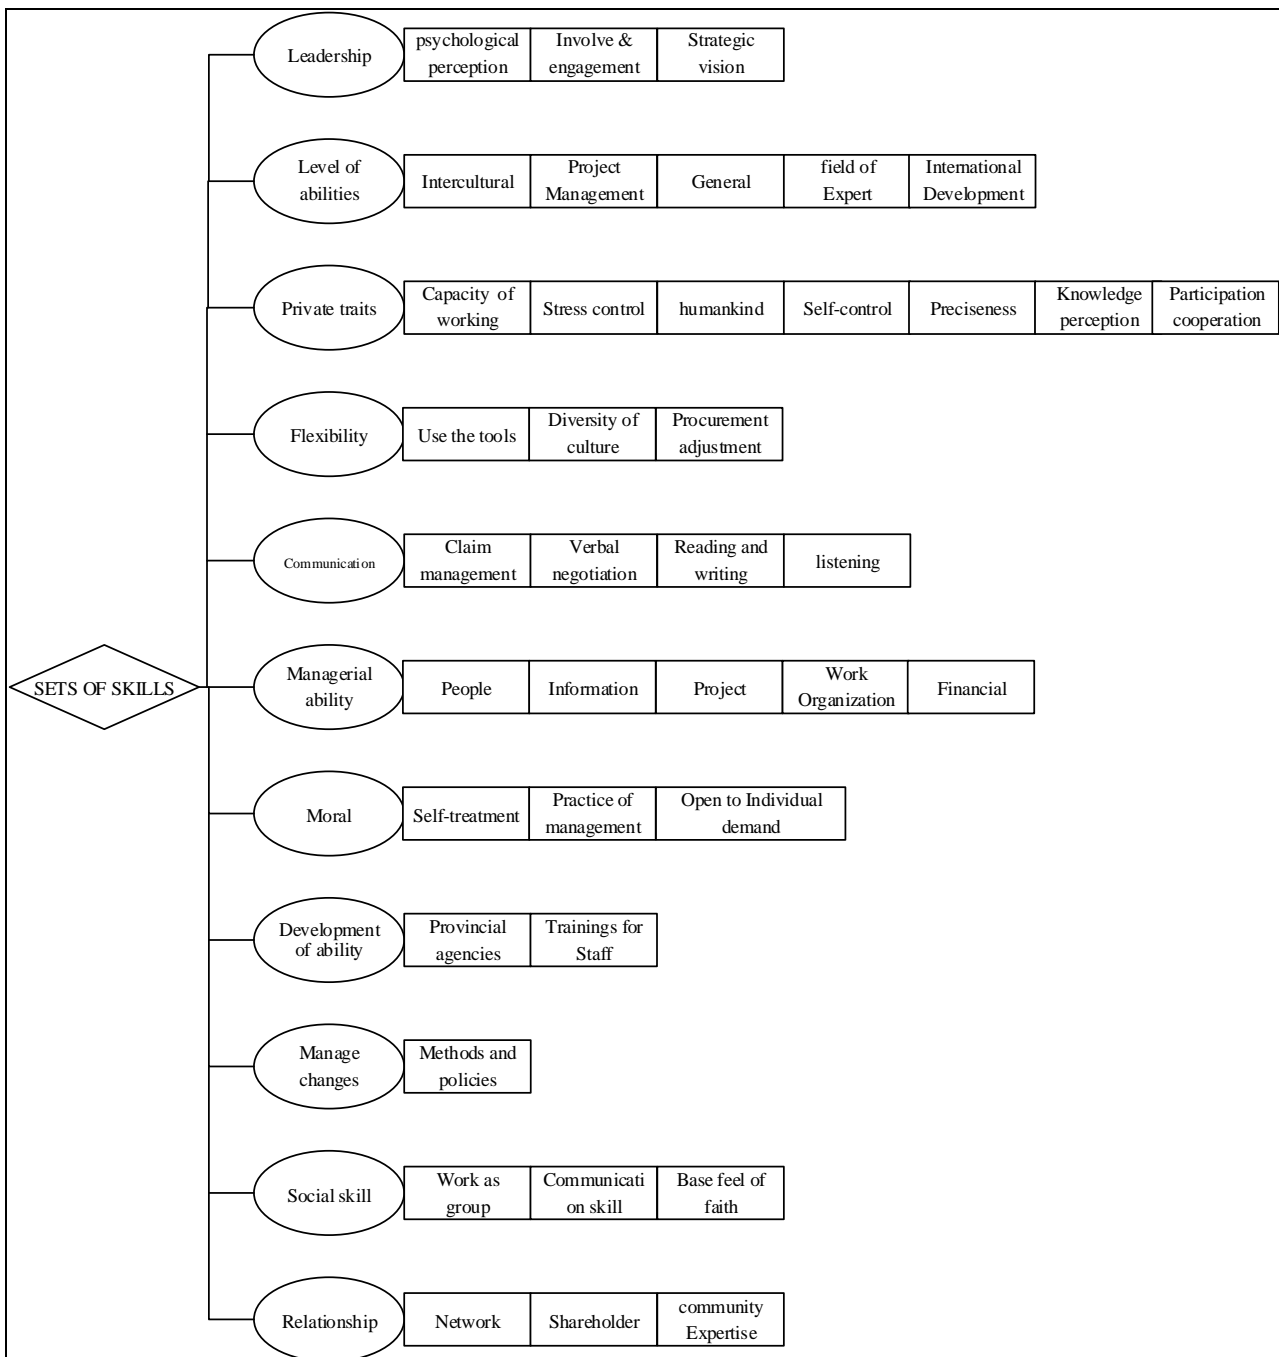 Leadership
psychological
perception
Involve &
engagement
Strategic
vision
Level of
abilities
Intercultural
Project
Management
General
field of
Expert
International
Development
Private traits
Capacity of
working
Stress control
humankind
Self-control
Preciseness
Knowledge
perception
Participation
cooperation
Flexibility
Use the tools
Diversity of
culture
Procurement
adjustment
Communication
Claim
management
Verbal
negotiation
Reading and
writing
listening
SETS OF SKILLS
Managerial
ability
People
Information
Project
Work
Organization
Financial
Moral
Self-treatment
Practice of
management
Open to Individual
demand
Development
of ability
Provincial
agencies
Trainings for
Staff
Manage
changes
Methods and
policies
Social skill
Work as
group
Communicati
on skill
Base feel of
faith
Relationship
Network
Shareholder
community
Expertise